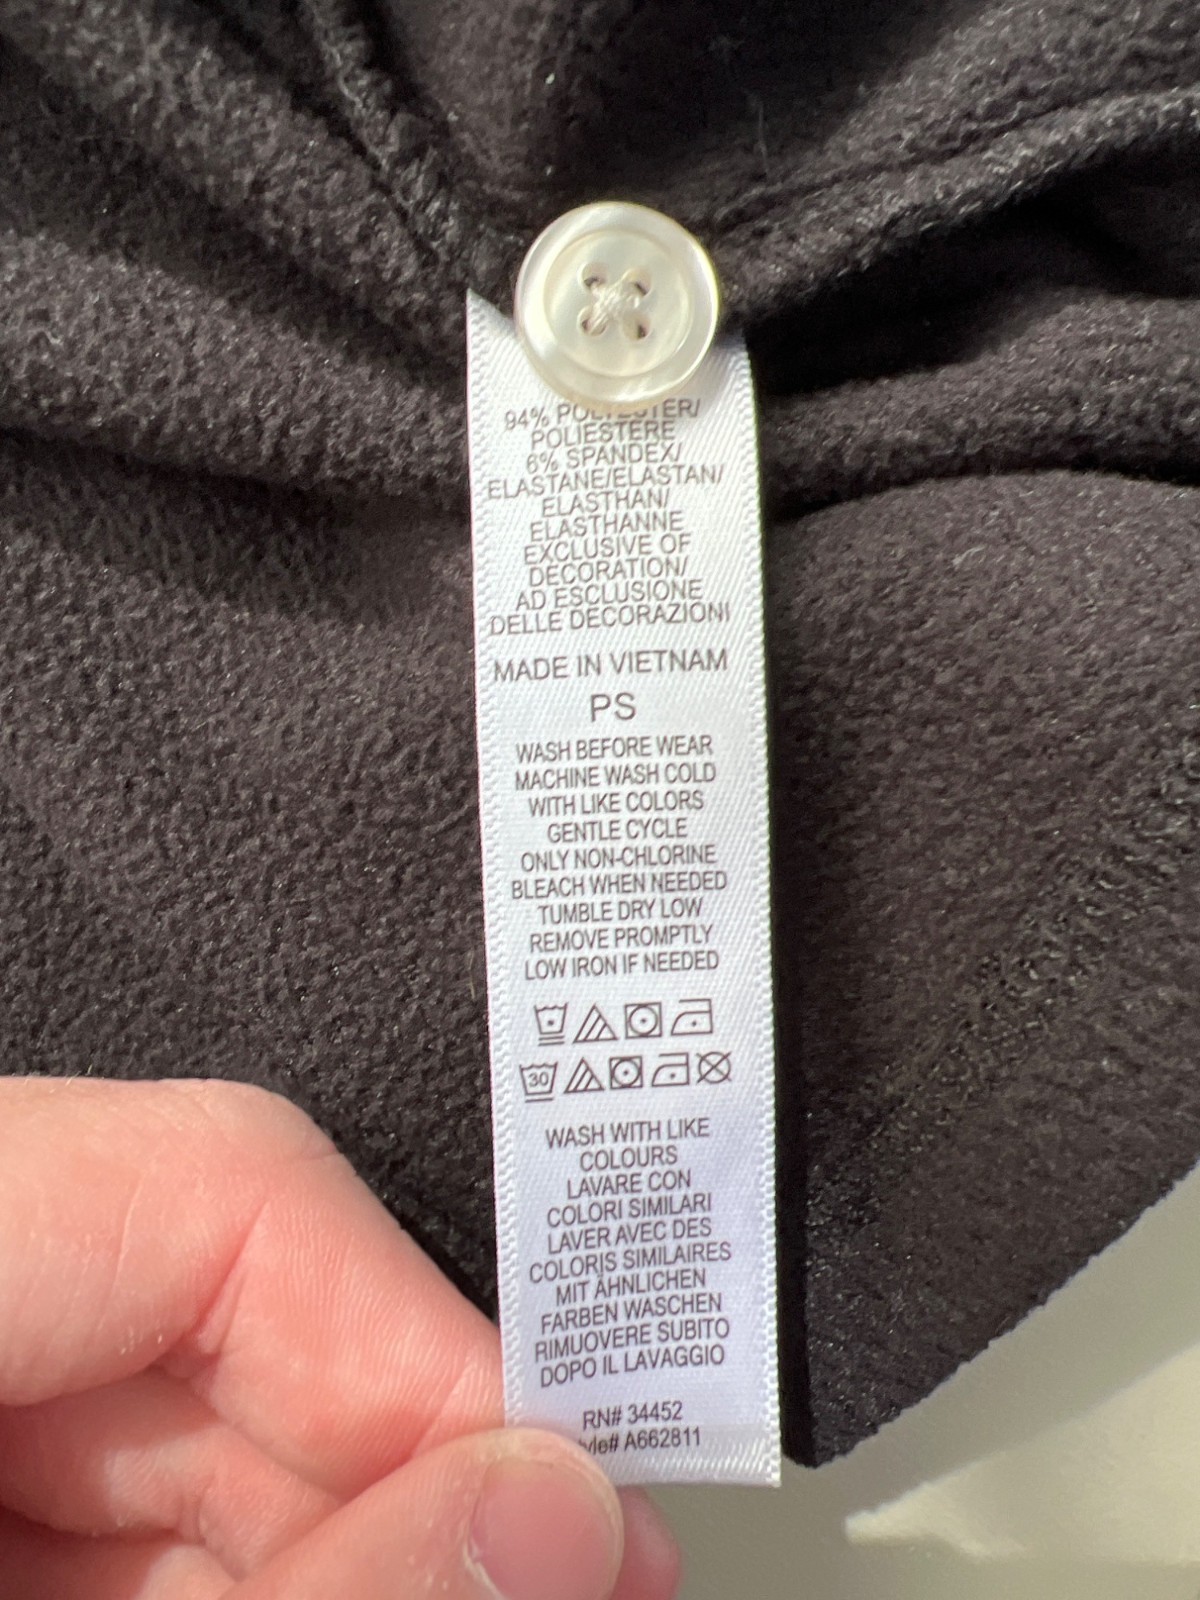 94% POLYESTER/
POLIESTERE
6% SPANDEX/
ELASTANE/ELASTAN/
ELASTHAN/
ELASTHANNE
EXCLUSIVE OF
DECORATION/
AD ESCLUSIONE
DELLE DECORAZIONI
MADE IN VIETNAM
PS
WASH BEFORE WEAR
MACHINE WASH COLD
WITH LIKE COLORS
GENTLE CYCLE
ONLY NON-CHLORINE
BLEACH WHEN NEEDED
TUMBLE DRY LOW
REMOVE PROMPTLY
LOW IRON IF NEEDED
30
WASH WITH LIKE
COLOURS
LAVARE CON
COLORI SIMILARI
LAVER AVEC DES
COLORIS SIMILAIRES
MIT ÄHNLICHEN
FARBEN WASCHEN
RIMUOVERE SUBITO
DOPO IL LAVAGGIO
RN# 34452
A662811